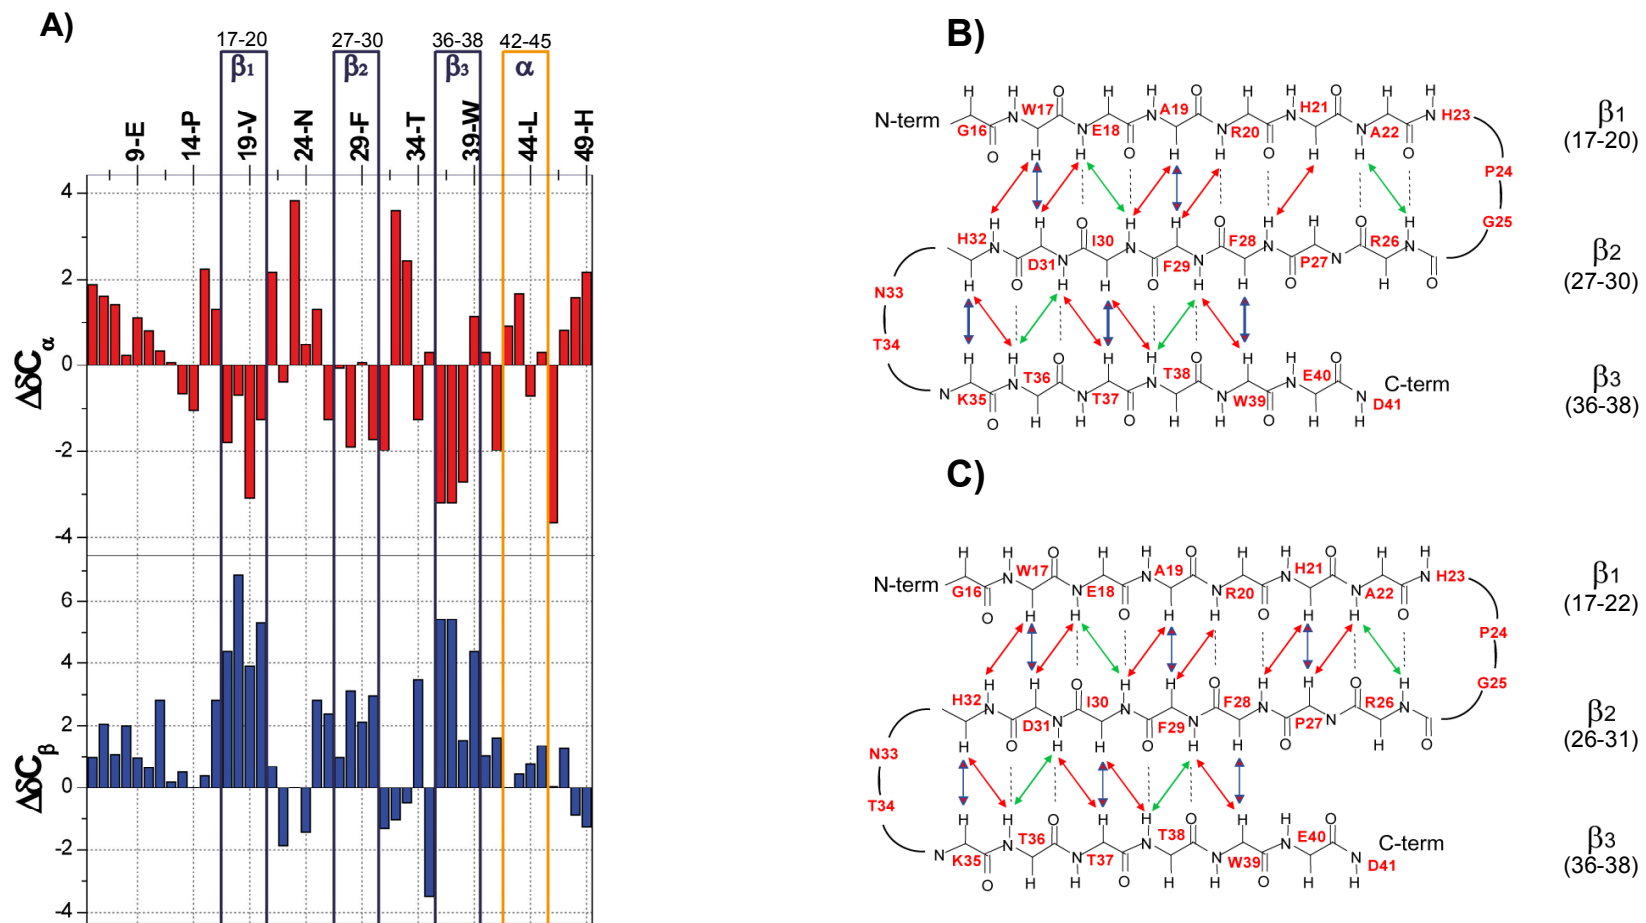 A)
17-20 27-30 36-38 42-45
β1 β2 β3 α
9-E 14-P 19-V 24-N 29-F 34-T 39-W 44-L 49-H
4
2
0
-2
-4
ΔδCα
6
4
2
0
-2
-4
ΔδCβ
B)
H H O H H O H H O H
N-term G16 N W17 E18 N A19 R20 N H21 A22 N H23
O H N O H N O H N O
β1
(17-20)
P24
G25
H32 N D31 I30 N F29 F28 N P27 N R26 N
O H O H O H O H O
β2
(27-30)
N33
T34
H H O H H O H H O
N K35 N T36 T37 N T38 W39 N E40 N D41 C-term
O H N O H N O H H
β3
(36-38)
C)
H H O H H O H H O H
N-term G16 N W17 E18 N A19 R20 N H21 A22 N H23
O H N O H N O H N O
β1
(17-22)
P24
G25
H32 N D31 I30 N F29 F28 N P27 N R26 N
O H O H O H O H O
β2
(26-31)
N33
T34
H H O H H O H H O
N K35 N T36 T37 N T38 W39 N E40 N D41 C-term
O H N O H N O H H
β3
(36-38)